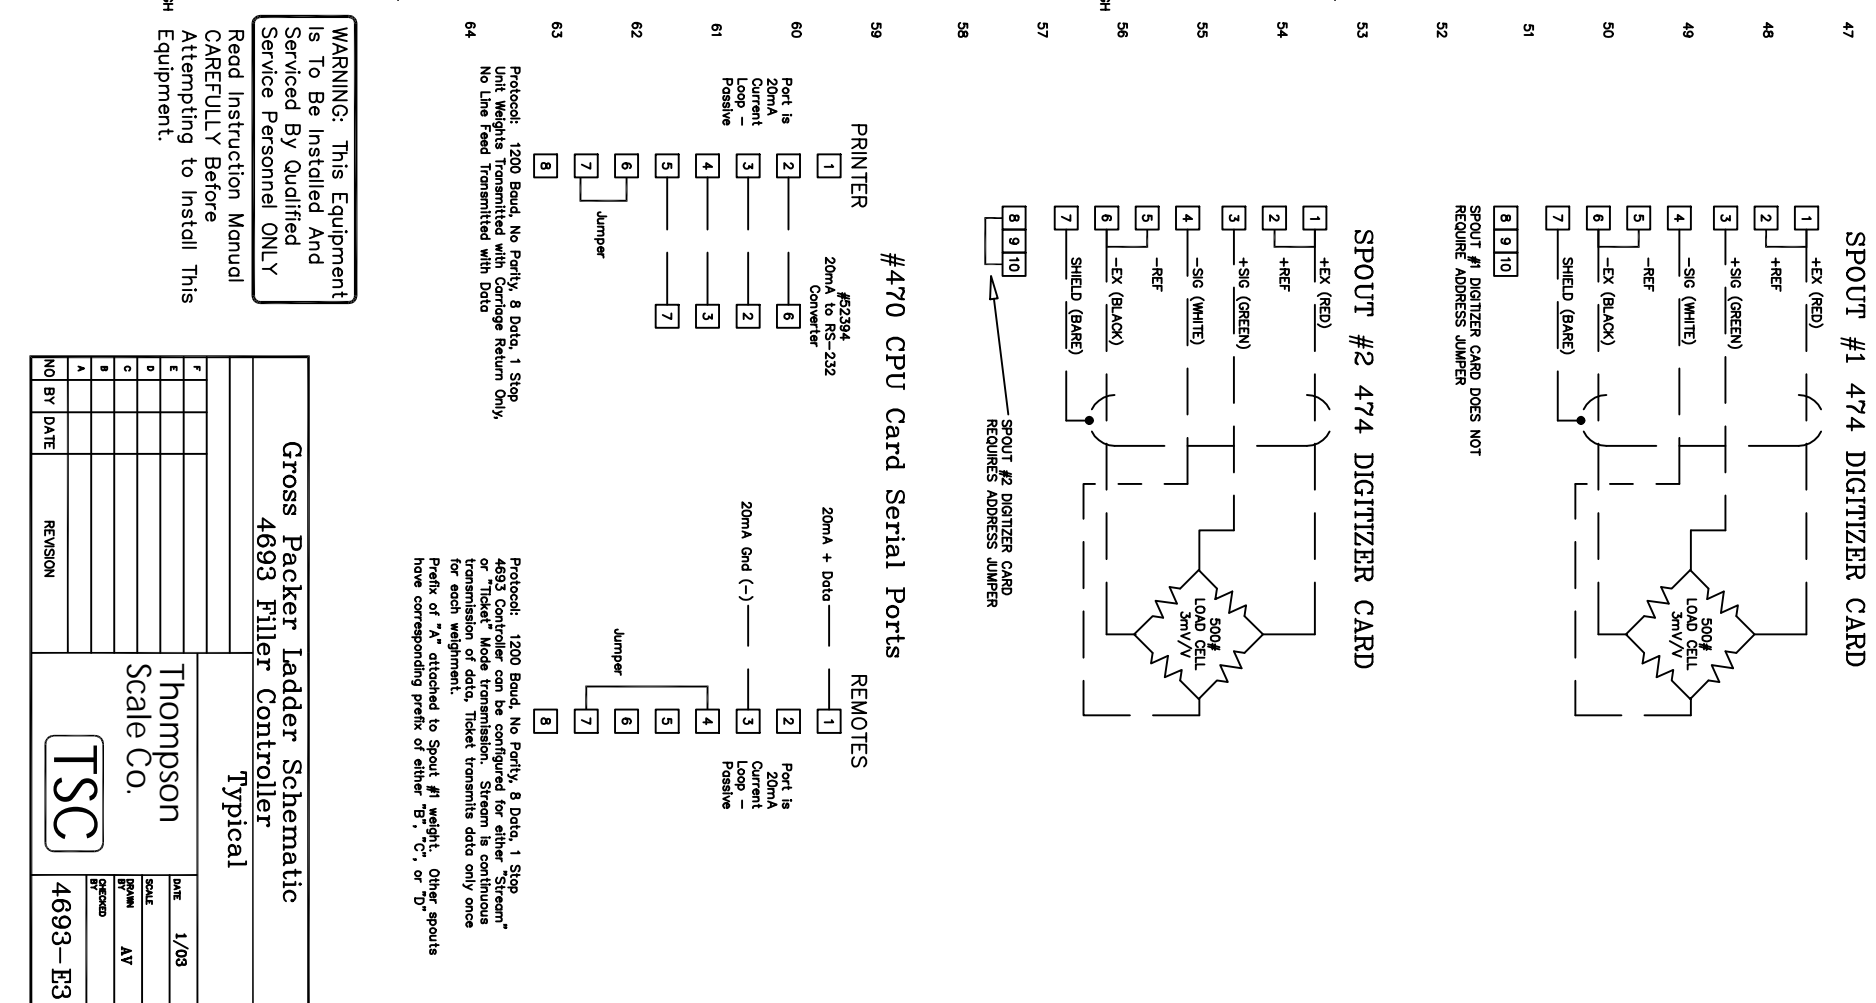 47
48
49
50
51
52
53
54
55
56
57
58
59
60
61
62
63
64
SPOUT #1 474 DIGITIZER CARD
1
+EX (RED)
2
+REF
3
+SIG (GREEN)
4
-SIG (WHITE)
5
-REF
6
-EX (BLACK)
7
SHIELD (BARE)
8 9 10
500#
LOAD CELL
3mV/V
SPOUT #1 DIGITIZER CARD DOES NOT
REQUIRE ADDRESS JUMPER
SPOUT #2 474 DIGITIZER CARD
1
+EX (RED)
2
+REF
3
+SIG (GREEN)
4
-SIG (WHITE)
5
-REF
6
-EX (BLACK)
7
SHIELD (BARE)
8 9 10
500#
LOAD CELL
3mV/V
SPOUT #2 DIGITIZER CARD
REQUIRES ADDRESS JUMPER
#470 CPU Card Serial Ports
PRINTER
Port is
20mA
Current
Loop -
Passive
1
2
3
4
5
6
7
8
Jumper
#52394
20mA to RS-232
Converter
6
2
3
7
Protocol: 1200 Baud, No Parity, 8 Data, 1 Stop
Unit Weights Transmitted with Carriage Return Only,
No Line Feed Transmitted with Data
REMOTES
20mA + Data
20mA Gnd (-)
Jumper
1
2
3
4
5
6
7
8
Port is
20mA
Current
Loop -
Passive
Protocol: 1200 Baud, No Parity, 8 Data, 1 Stop
4693 Controller can be configured for either "Stream"
or "Ticket" Mode transmission. Stream is continuous
transmission of data, Ticket transmits data only once
for each weighment.
Prefix of "A" attached to Spout #1 weight. Other spouts
have corresponding prefix of either "B", "C", or "D"
GH
GH
WARNING: This Equipment
Is To Be Installed And
Serviced By Qualified
Service Personnel ONLY
Read Instruction Manual
CAREFULLY Before
Attempting to Install This
Equipment.
Gross Packer Ladder Schematic
4693 Filler Controller
Typical
F
E
D
C
B
A
NO BY DATE REVISION
Thompson
Scale Co.
TSC
DATE 1/03
SCALE
DRAWN
BY AV
CHECKED
BY
4693-E3